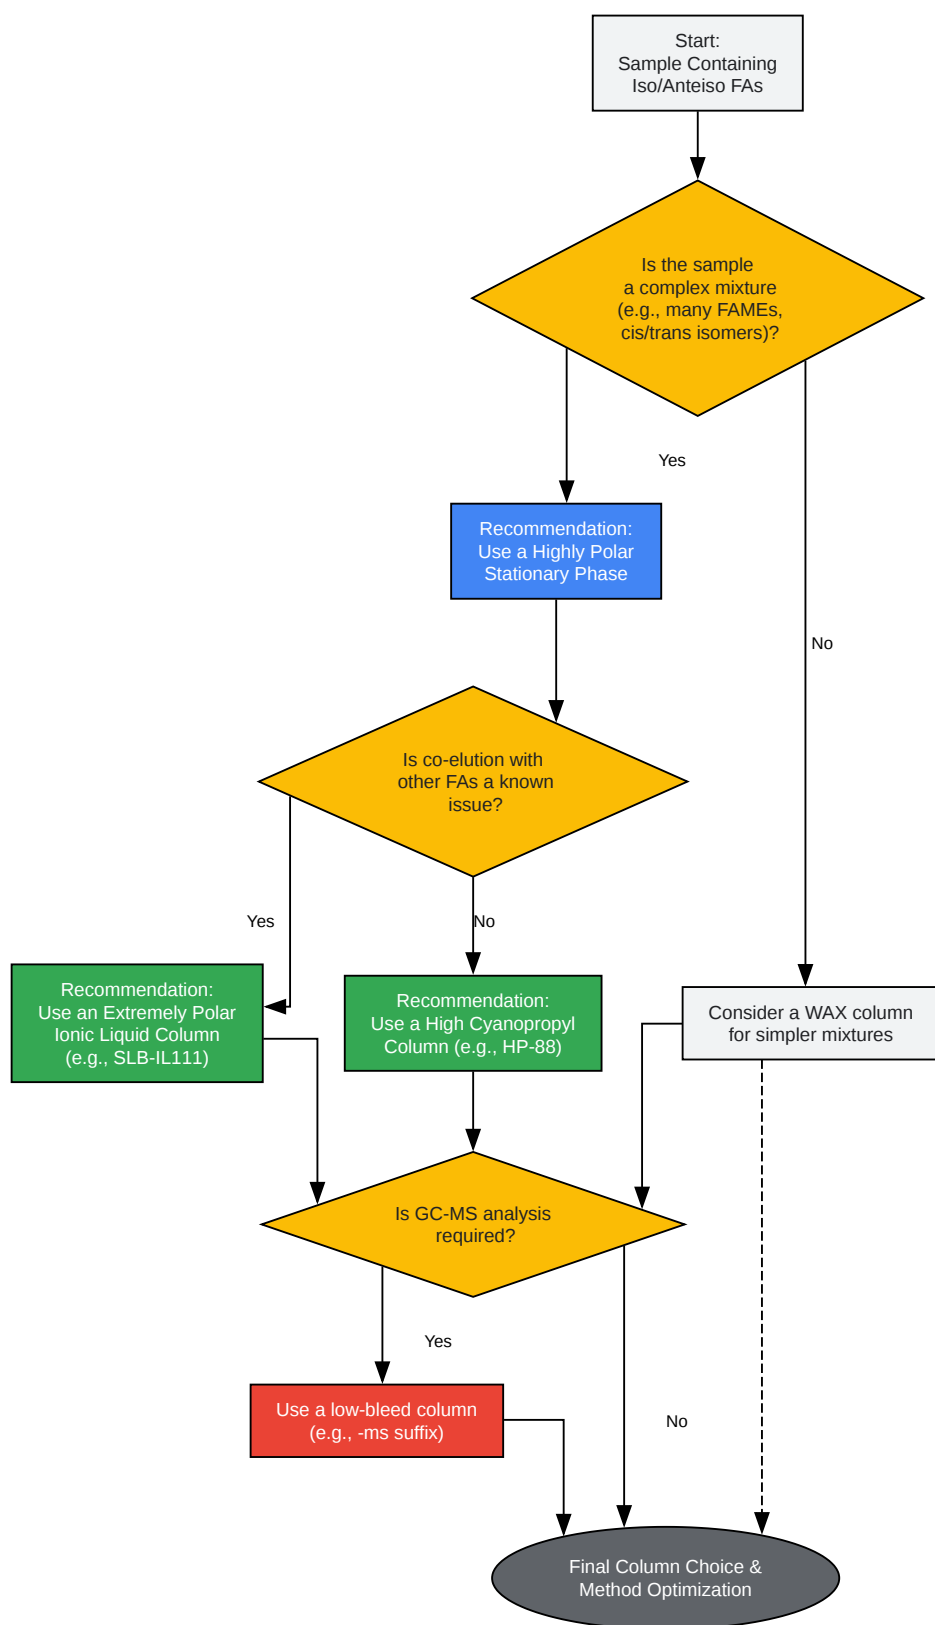 Start:
Sample Containing
Iso/Anteiso FAs
Is the sample
a complex mixture
(e.g., many FAMEs,
cis/trans isomers)?
Yes
Recommendation:
Use a Highly Polar
Stationary Phase
No
Is co-elution with
other FAs a known
issue?
Yes
No
Recommendation:
Use an Extremely Polar
Ionic Liquid Column
(e.g., SLB-IL111)
Recommendation:
Use a High Cyanopropyl
Column (e.g., HP-88)
Consider a WAX column
for simpler mixtures
Is GC-MS analysis
required?
Yes
Use a low-bleed column
(e.g., -ms suffix)
No
Final Column Choice &
Method Optimization